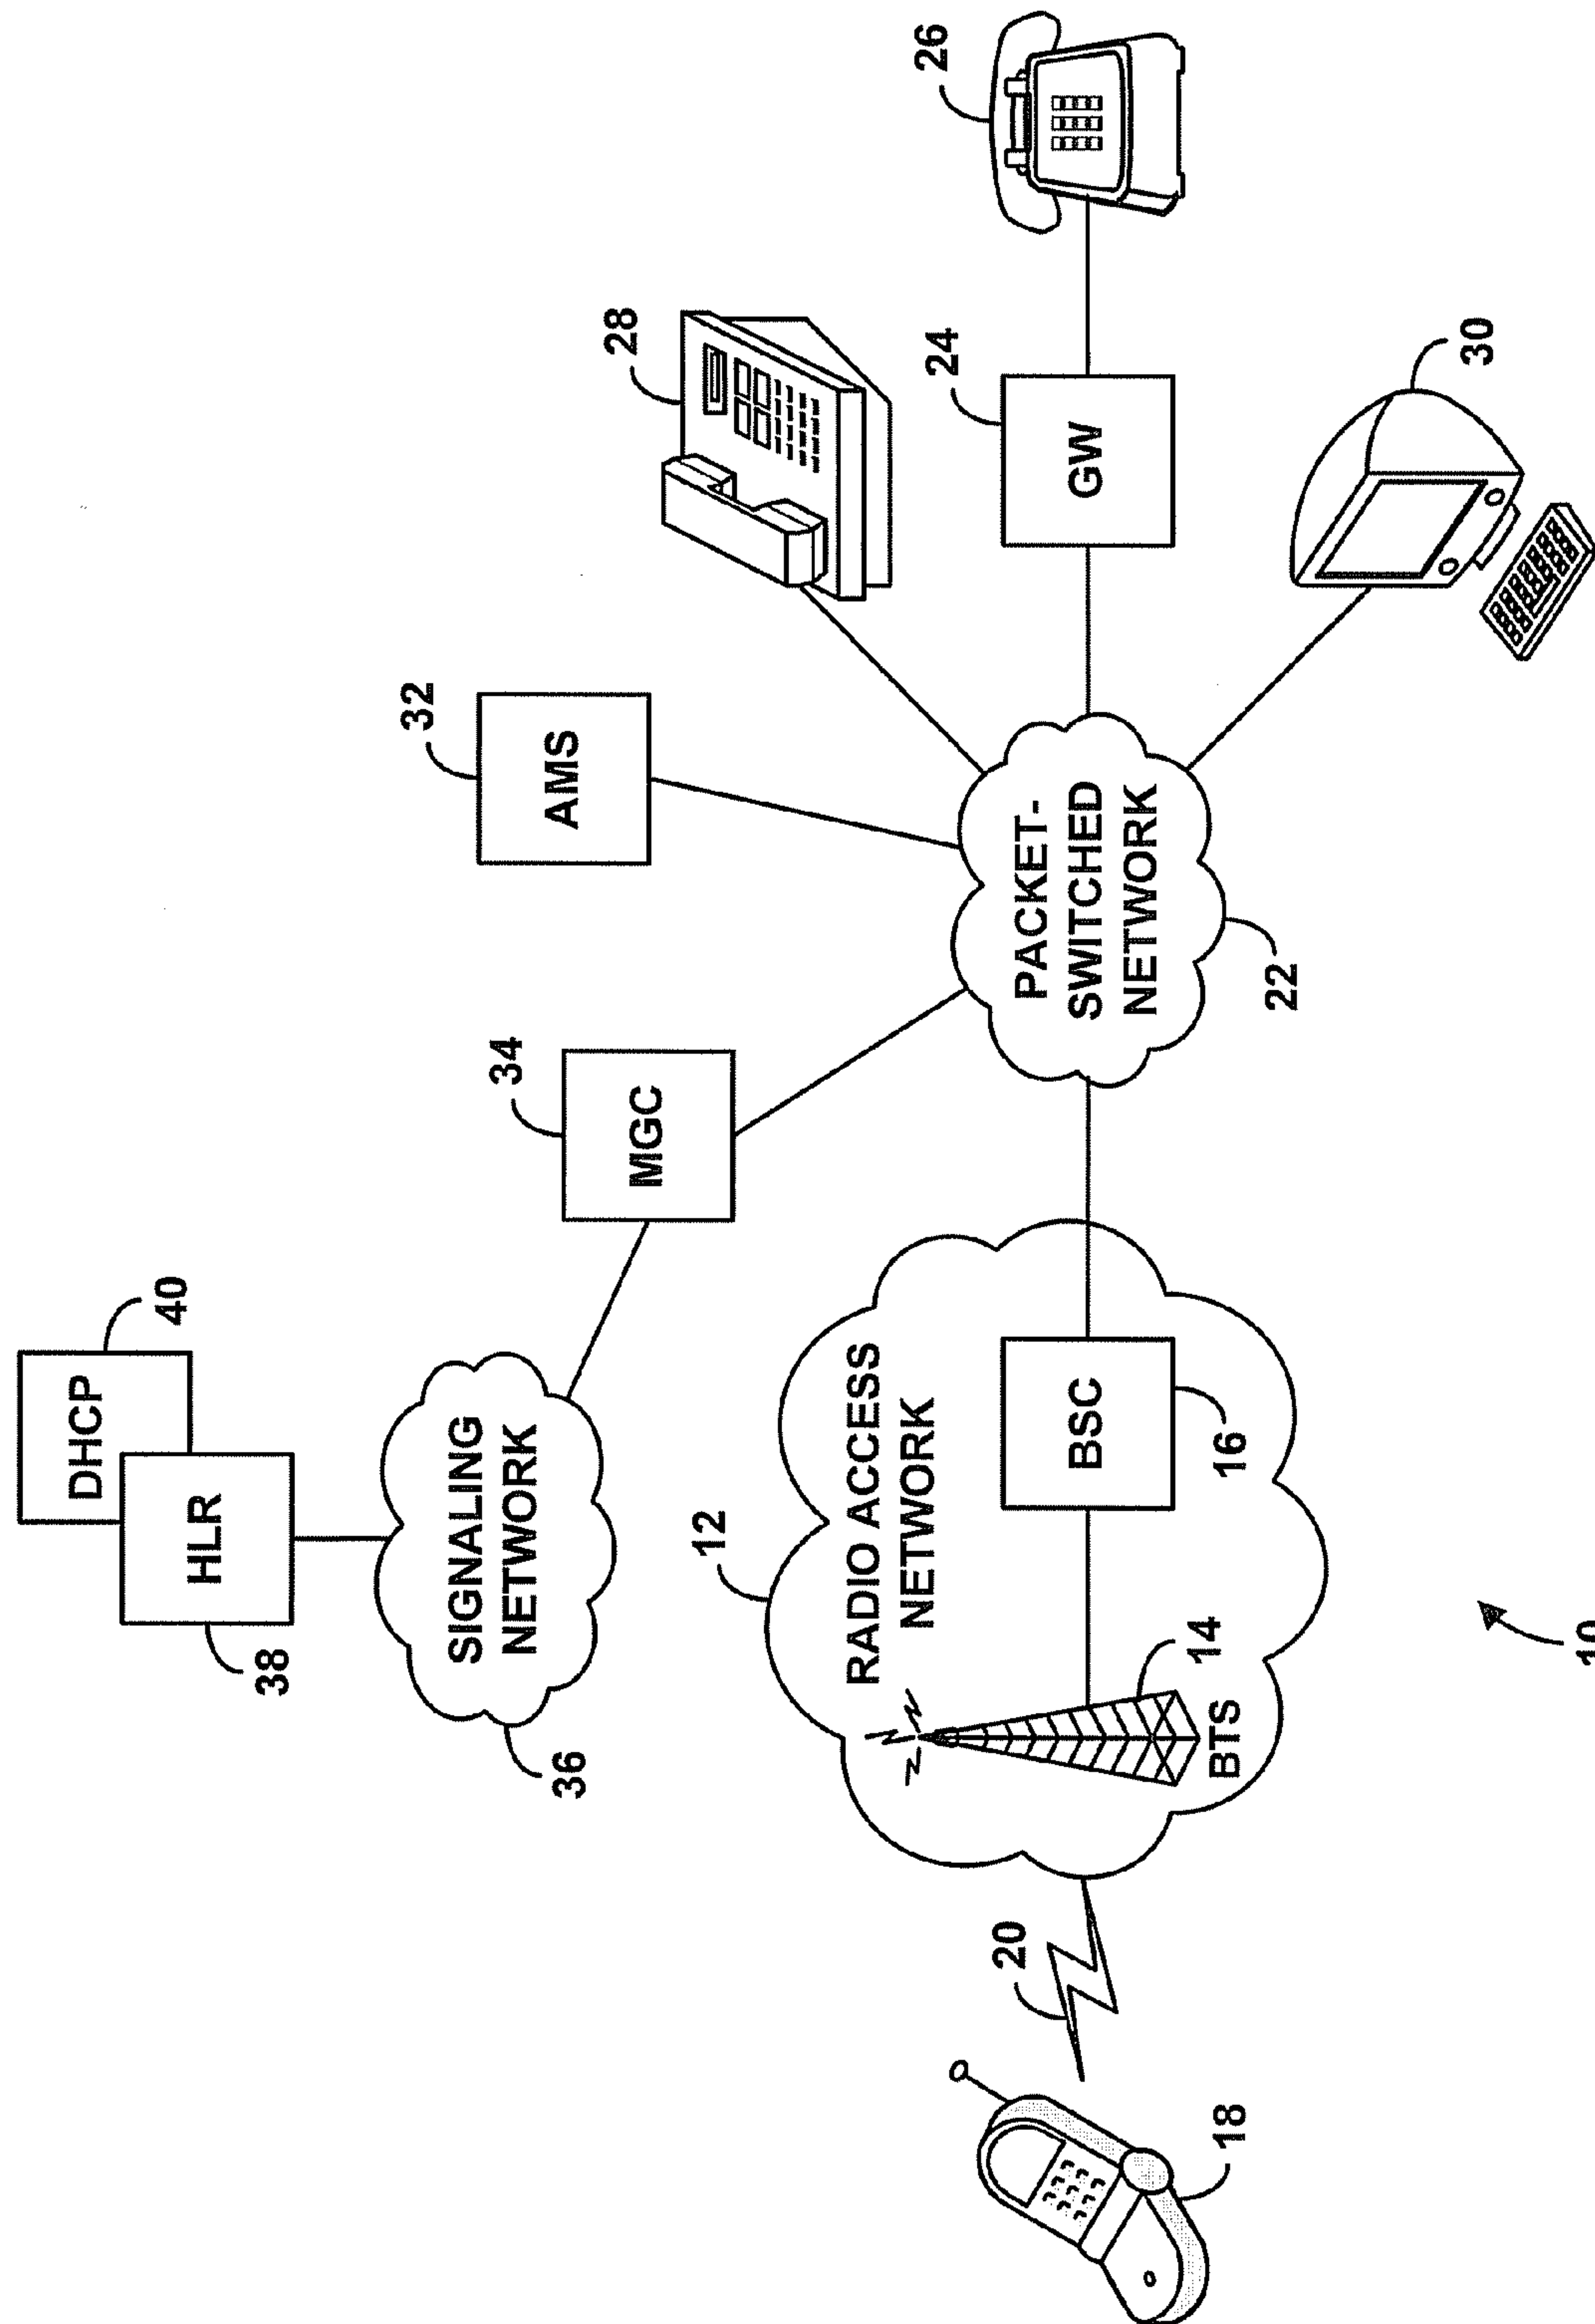 DHCP
40
HLR
38
SIGNALING
NETWORK
36
32
AMS
34
MGC
28
12
RADIO ACCESS
NETWORK
26
24
GW
20
PACKET-
SWITCHED
NETWORK
BSC
14
BTS
16
18
22
30
10